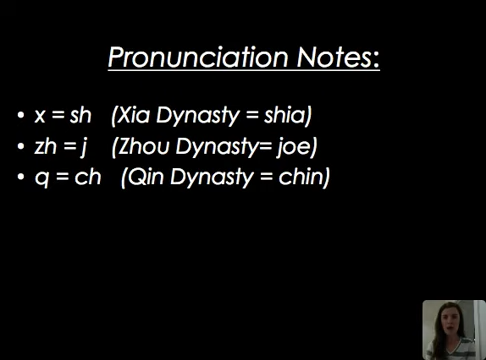 Pronunciation Notes:
• x = sh (Xia Dynasty = shia)
• zh = j (Zhou Dynasty= joe)
• q = ch (Qin Dynasty = chin)